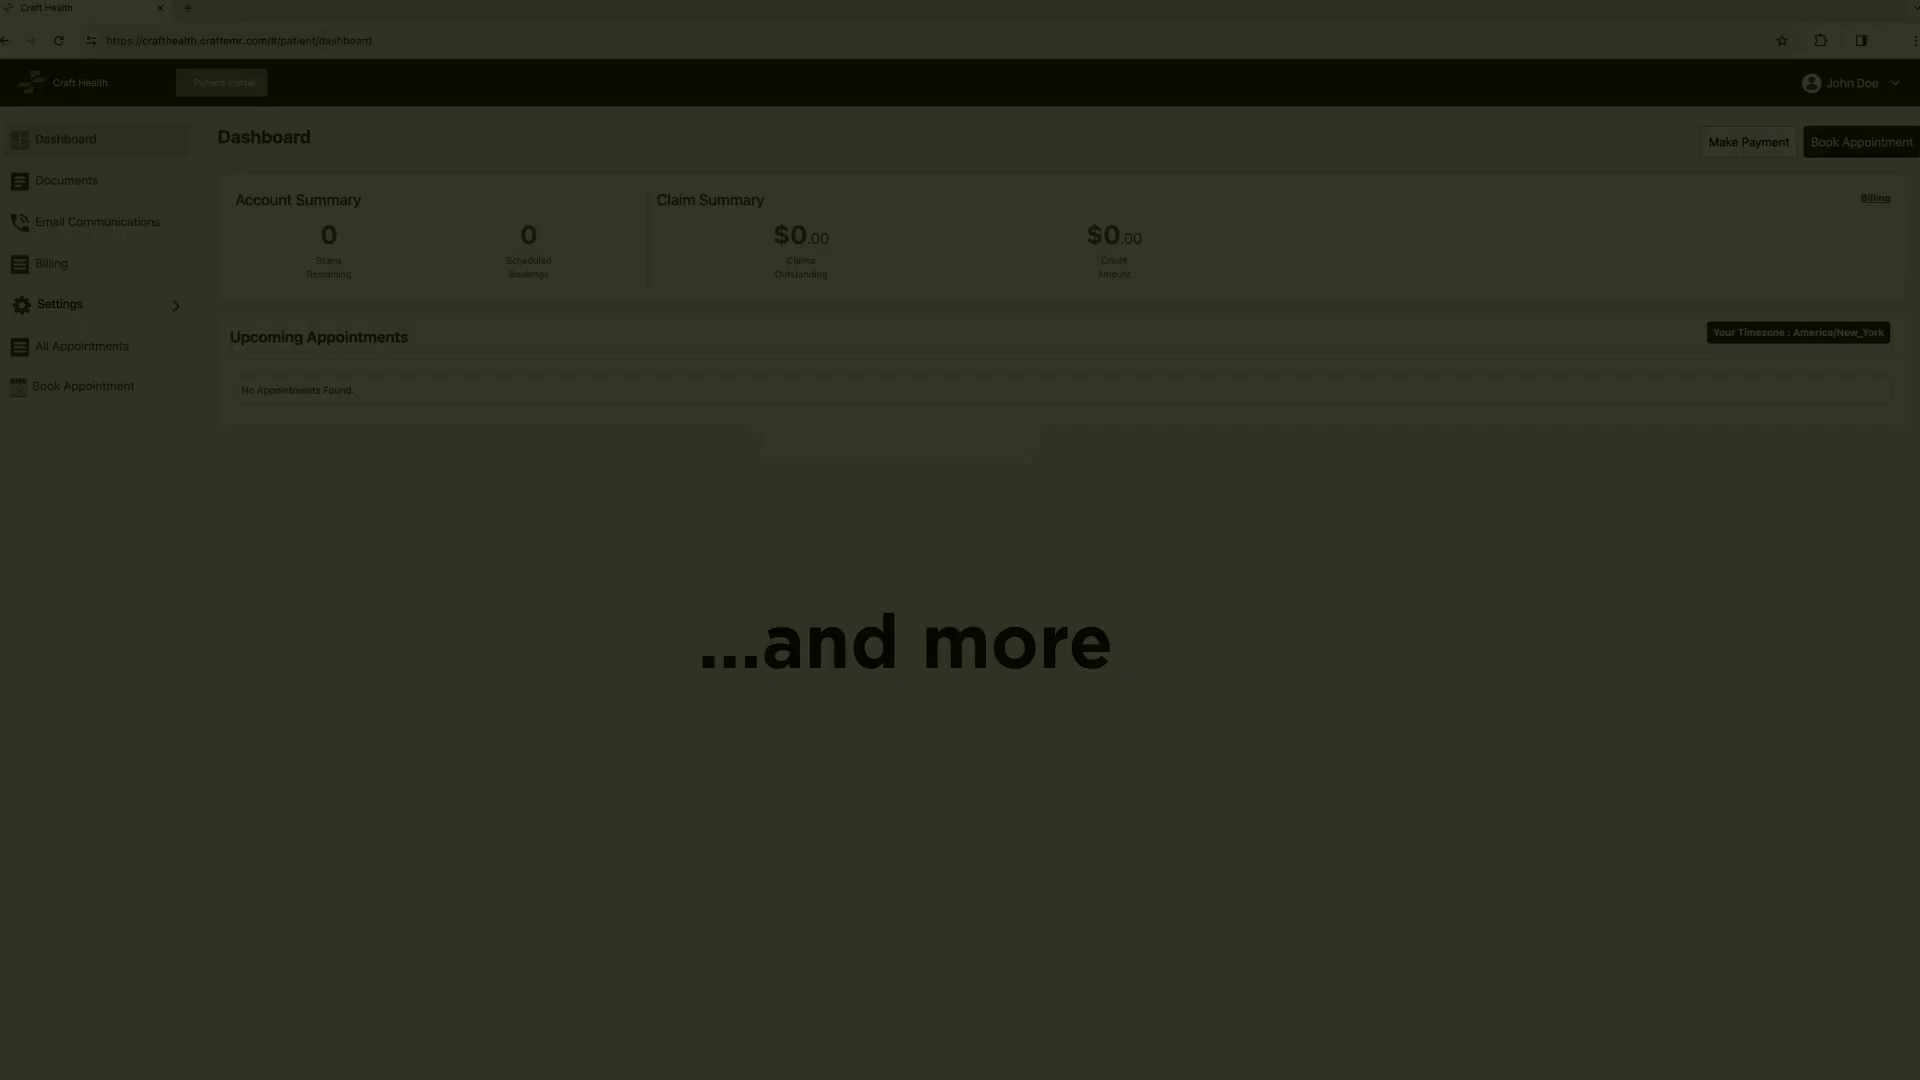 Craft Health
https://crafthealth.craftemr.com/#/patient/dashboard
Craft Health
Patient Portal
John Doe
Dashboard
Documents
Email Communications
Billing
Settings
All Appointments
Book Appointment
Dashboard
Make Payment
Book Appointment
Account Summary
0
Scans
Remaining
0
Scheduled
Bookings
Claim Summary
Billing
$0.00
Claims
Outstanding
$0.00
Credit
Amount
Upcoming Appointments
Your Timezone : America/New_York
No Appointments Found.
...and more